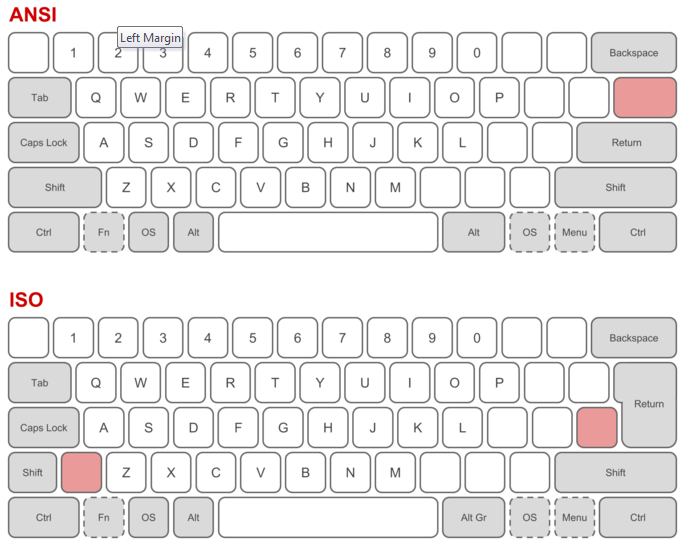 ANSI
Left Margin
1 2 3 4 5 6 7 8 9 0 Backspace
Tab Q W E R T Y U I O P
Caps Lock A S D F G H J K L Return
Shift Z X C V B N M Shift
Ctrl Fn OS Alt Alt OS Menu Ctrl
ISO
1 2 3 4 5 6 7 8 9 0 Backspace
Tab Q W E R T Y U I O P
Return
Caps Lock A S D F G H J K L
Shift Z X C V B N M Shift
Ctrl Fn OS Alt Alt Gr OS Menu Ctrl